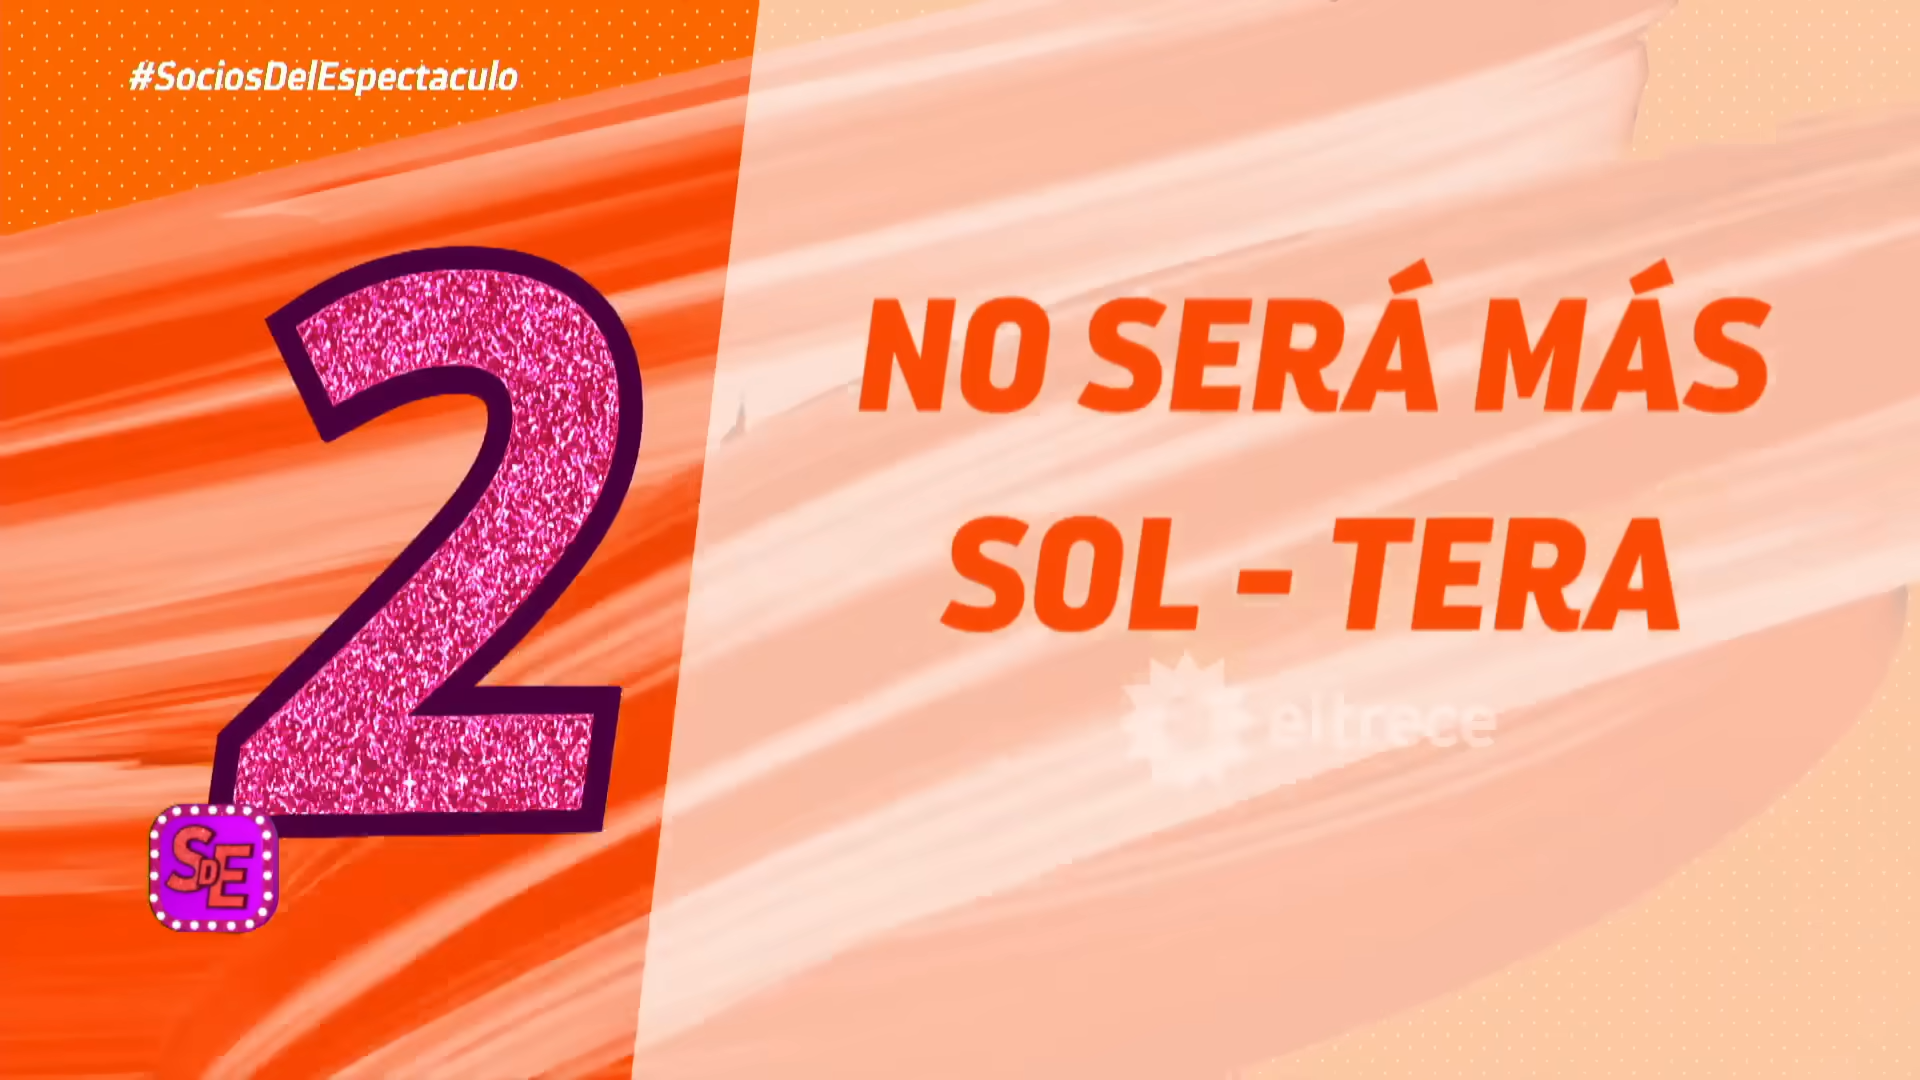 #SociosDelEspectaculo
2
NO SERÁ MÁS
SOL - TERA
eltrece
SDE